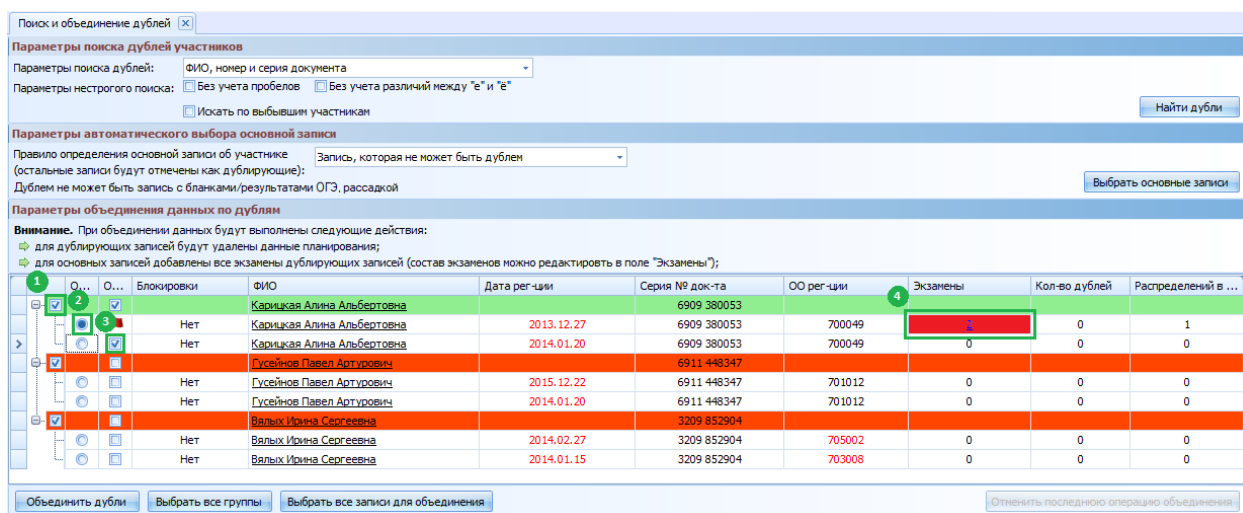 Поиск и объединение дублей
Параметры поиска дублей участников
Параметры поиска дублей: ФИО, номер и серия документа
Параметры нестрогого поиска: Без учета пробелов Без учета различий между "е" и "ё"
Искать по выбывшим участникам
Найти дубли
Параметры автоматического выбора основной записи
Правило определения основной записи об участнике Запись, которая не может быть дублем
(остальные записи будут отмечены как дублирующие):
Дублем не может быть запись с бланками/результатами ОГЭ, рассадкой
Выбрать основные записи
Параметры объединения данных по дублям
Внимание. При объединении данных будут выполнены следующие действия:
для дублирующих записей будут удалены данные планирования;
для основных записей добавлены все экзамены дублирующих записей (состав экзаменов можно редактировть в поле "Экзамены");
1 О... О... Блокировки ФИО Дата рег-ции Серия № док-та ОО рег-ции Экзамены Кол-во дублей Распределений в ...
2 Карицкая Алина Альбертовна 6909 380053 4
3 Нет Карицкая Алина Альбертовна 2013.12.27 6909 380053 700049 0 1
Нет Карицкая Алина Альбертовна 2014.01.20 6909 380053 700049 0 0 0
Гусейнов Павел Артурович 6911 448347
Нет Гусейнов Павел Артурович 2015.12.22 6911 448347 701012 0 0 0
Нет Гусейнов Павел Артурович 2014.01.20 6911 448347 701012 0 0 0
Вялых Ирина Сергеевна 3209 852904
Нет Вялых Ирина Сергеевна 2014.02.27 3209 852904 705002 0 0 0
Нет Вялых Ирина Сергеевна 2014.01.15 3209 852904 703008 0 0 0
Объединить дубли Выбрать все группы Выбрать все записи для объединения Отменить последнюю операцию объединения